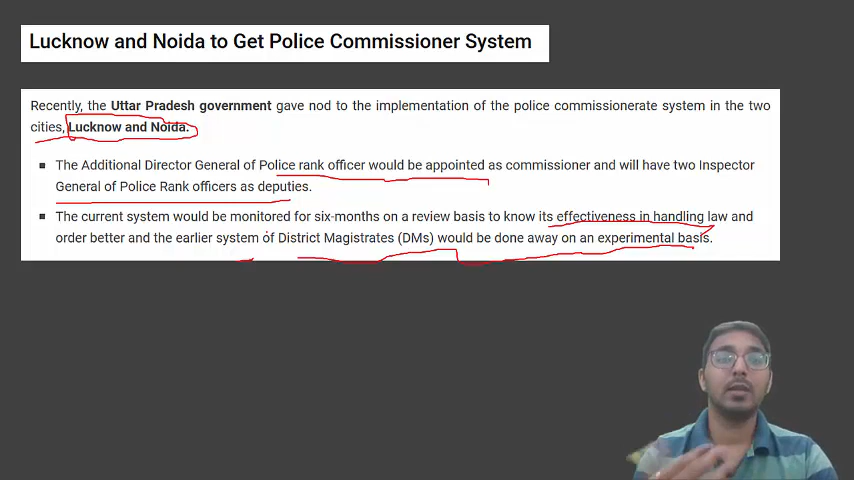 Lucknow and Noida to Get Police Commissioner System
Recently, the Uttar Pradesh government gave nod to the implementation of the police commissionerate system in the two
cities, Lucknow and Noida.
The Additional Director General of Police rank officer would be appointed as commissioner and will have two Inspector
General of Police Rank officers as deputies.
The current system would be monitored for six-months on a review basis to know its effectiveness in handling law and
order better and the earlier system of District Magistrates (DMs) would be done away on an experimental basis.